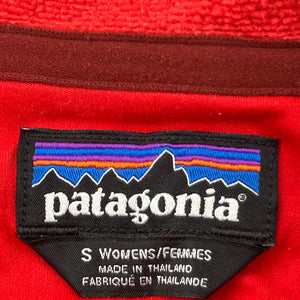 patagonia®
S WOMENS/FEMMES
MADE IN THAILAND
FABRIQUÉ EN THAILANDE